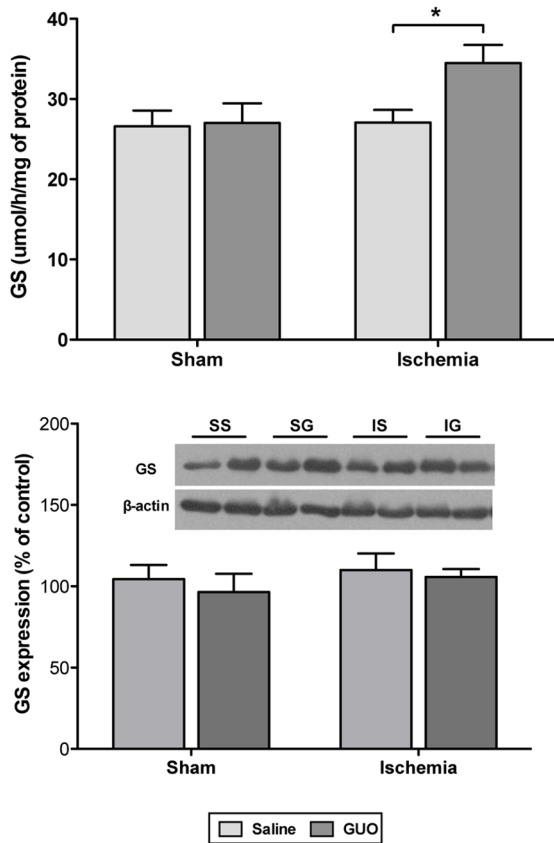 GS (umol/h/mg of protein)
40
30
20
10
0
*
Sham Ischemia
GS expression (% of control)
200
150
100
50
0
SS SG IS IG
GS
β-actin
Sham Ischemia
Saline GUO